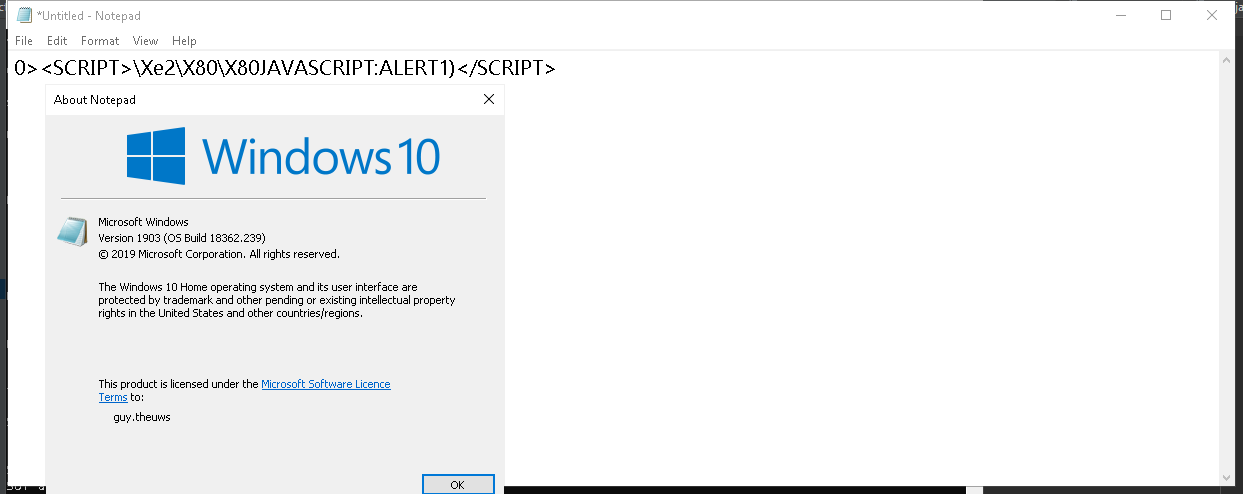 *Untitled - Notepad
File Edit Format View Help
0><SCRIPT>\Xe2\X80\X80JAVASCRIPT:ALERT1)</SCRIPT>
About Notepad
Windows 10
Microsoft Windows
Version 1903 (OS Build 18362.239)
© 2019 Microsoft Corporation. All rights reserved.
The Windows 10 Home operating system and its user interface are
protected by trademark and other pending or existing intellectual property
rights in the United States and other countries/regions.
This product is licensed under the Microsoft Software Licence
Terms to:
guy.theuws
OK